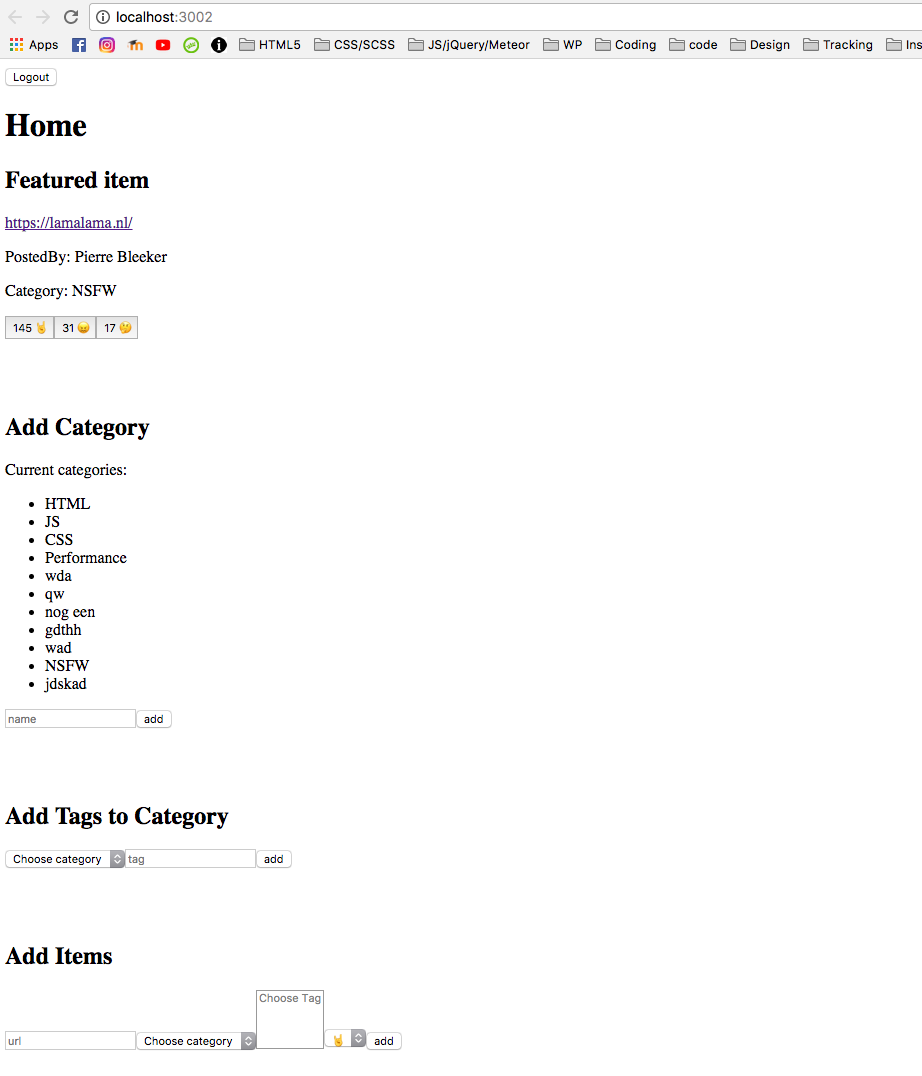 localhost:3002
Apps HTML5 CSS/SCSS JS/jQuery/Meteor WP Coding code Design Tracking Ins
Logout
Home
Featured item
https://lamalama.nl/
PostedBy: Pierre Bleeker
Category: NSFW
145 🤘 31 😄 17 🤔
Add Category
Current categories:
• HTML
• JS
• CSS
• Performance
• wda
• qw
• nog een
• gdthh
• wad
• NSFW
• jdskad
name add
Add Tags to Category
Choose category tag add
Add Items
Choose Tag
url Choose category 🤘 add